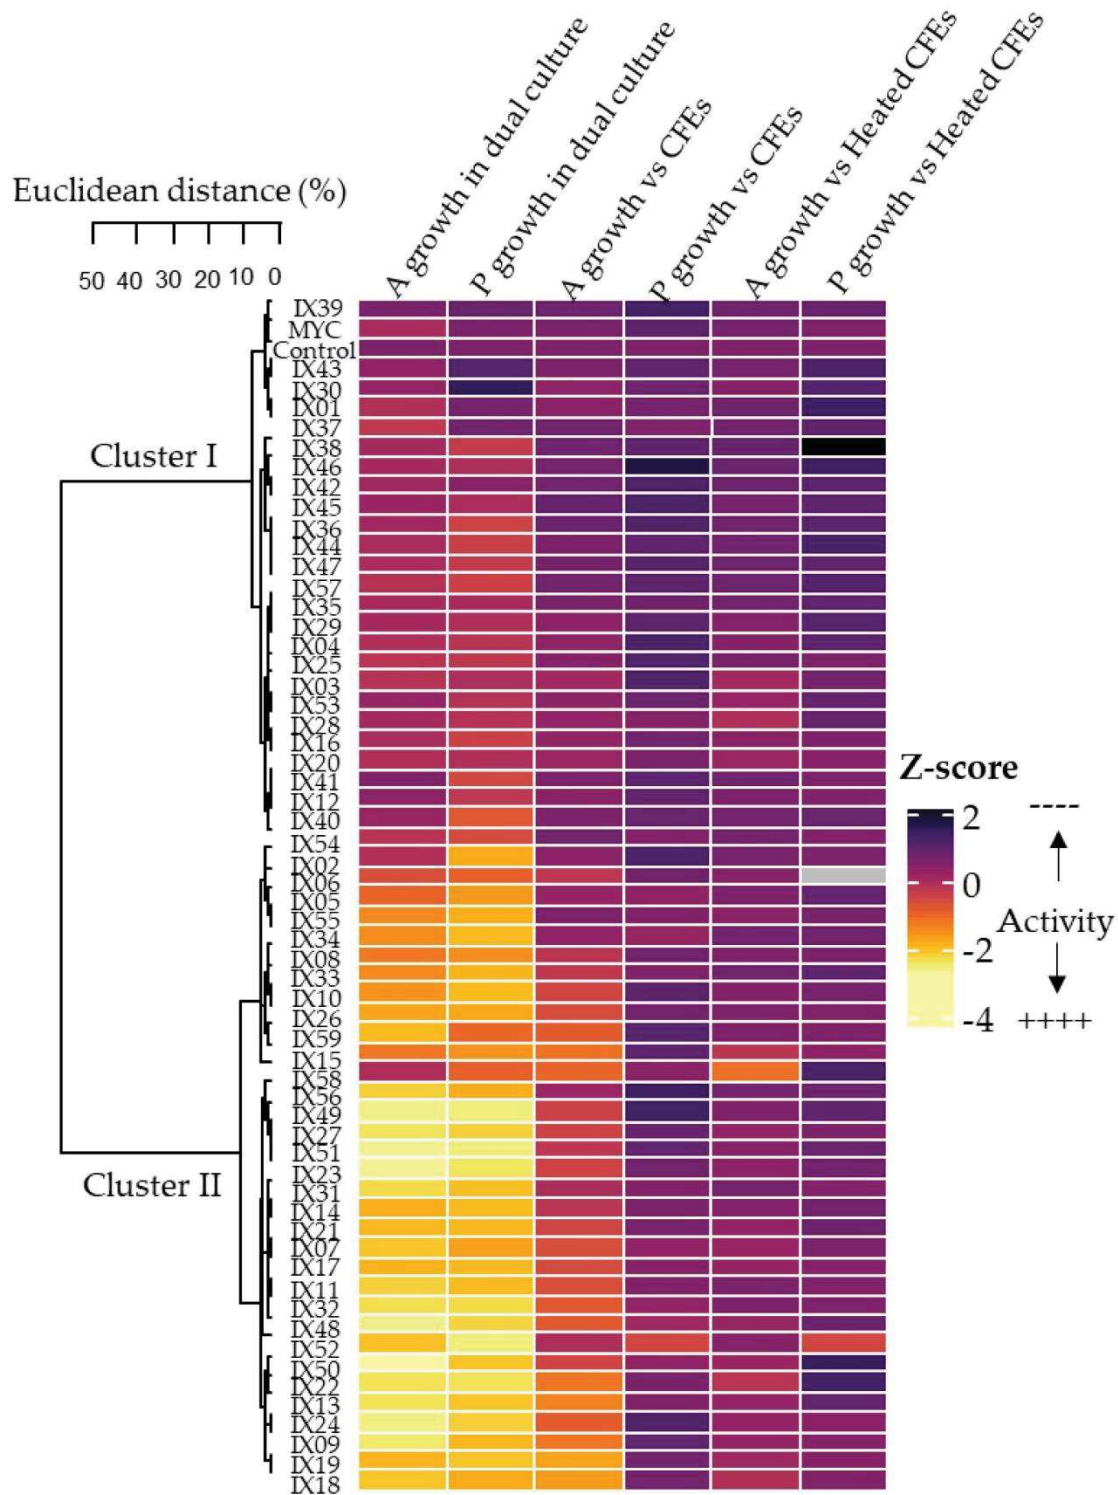 A growth in dual culture
P growth in dual culture
A growth vs CFEs
P growth vs CFEs
A growth vs Heated CFEs
P growth vs Heated CFEs
Euclidean distance (%)
50 40 30 20 10 0
IX39
MYC
Control
IX43
IX30
IX01
IX37
IX38
Cluster I
IX46
IX42
IX45
IX36
IX44
IX47
IX57
IX35
IX29
IX04
IX25
IX03
IX53
IX28
IX16
IX20
IX41
IX12
IX40
IX54
IX02
IX06
IX05
IX55
IX34
IX08
IX33
IX10
IX26
IX59
IX15
IX58
IX56
IX49
IX27
IX51
IX23
Cluster II
IX31
IX14
IX21
IX07
IX17
IX11
IX32
IX48
IX52
IX50
IX22
IX13
IX24
IX09
IX19
IX18
Z-score
2 ----
0
Activity
-2
-4 ++++